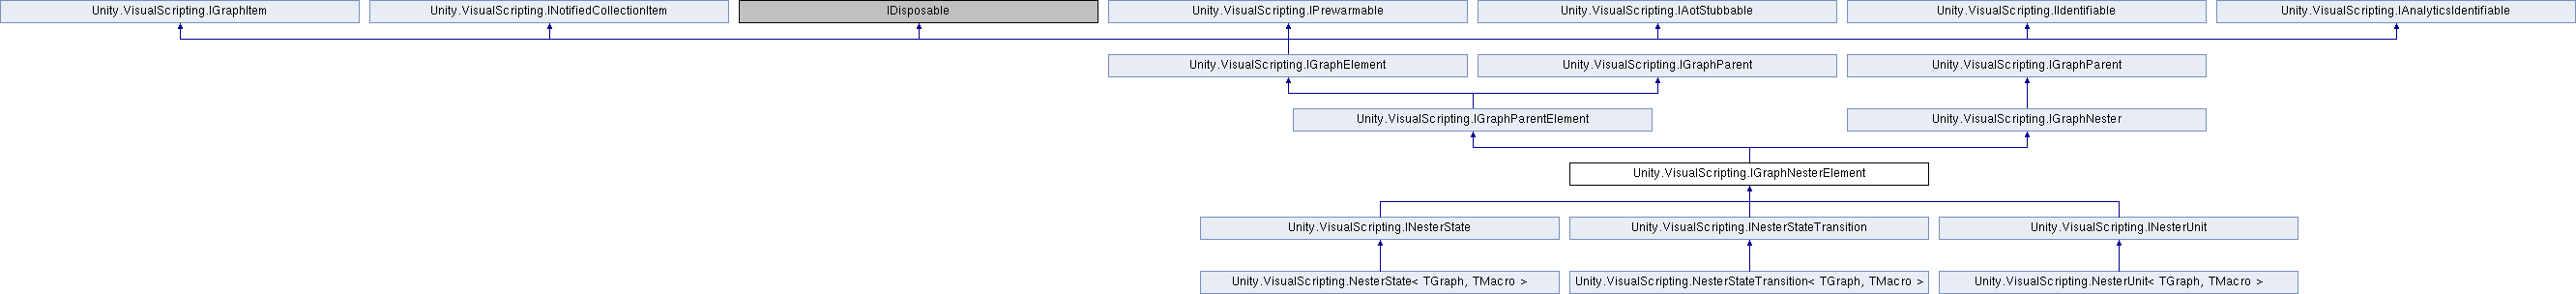 Unity.VisualScripting.IGraphItem
Unity.VisualScripting.INotifiedCollectionItem
IDisposable
Unity.VisualScripting.IPrewarmable
Unity.VisualScripting.IAotStubbable
Unity.VisualScripting.IIdentifiable
Unity.VisualScripting.IAnalyticsIdentifiable
Unity.VisualScripting.IGraphElement
Unity.VisualScripting.IGraphParent
Unity.VisualScripting.IGraphParent
Unity.VisualScripting.IGraphParentElement
Unity.VisualScripting.IGraphNester
Unity.VisualScripting.IGraphNesterElement
Unity.VisualScripting.INesterState
Unity.VisualScripting.INesterStateTransition
Unity.VisualScripting.INesterUnit
Unity.VisualScripting.NesterState< TGraph, TMacro >
Unity.VisualScripting.NesterStateTransition< TGraph, TMacro >
Unity.VisualScripting.NesterUnit< TGraph, TMacro >